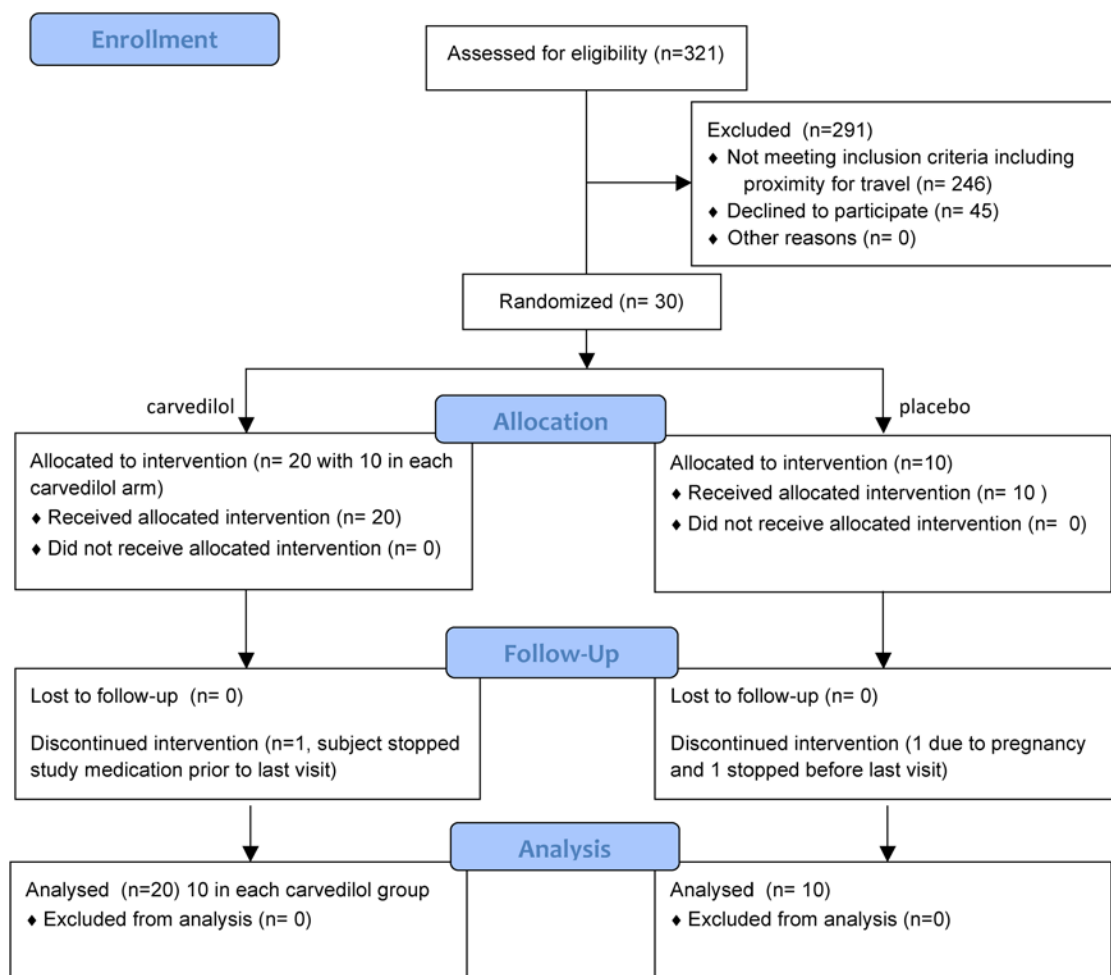 Enrollment
Assessed for eligibility (n=321)
Excluded (n=291)
♦ Not meeting inclusion criteria including
proximity for travel (n= 246)
♦ Declined to participate (n= 45)
♦ Other reasons (n= 0)
Randomized (n= 30)
carvedilol
placebo
Allocation
Allocated to intervention (n= 20 with 10 in each
carvedilol arm)
♦ Received allocated intervention (n= 20)
♦ Did not receive allocated intervention (n= 0)
Allocated to intervention (n=10)
♦ Received allocated intervention (n= 10 )
♦ Did not receive allocated intervention (n= 0)
Follow-Up
Lost to follow-up (n= 0)
Discontinued intervention (n=1, subject stopped
study medication prior to last visit)
Lost to follow-up (n= 0)
Discontinued intervention (1 due to pregnancy
and 1 stopped before last visit)
Analysis
Analysed (n=20) 10 in each carvedilol group
♦ Excluded from analysis (n= 0)
Analysed (n= 10)
♦ Excluded from analysis (n=0)